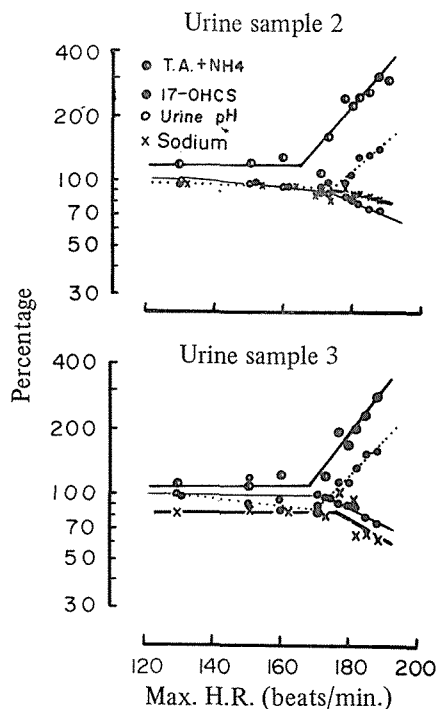 Urine sample 2
400
200
100
70
50
30
T.A.+NH4
17-OHCS
Urine pH
x Sodium
Percentage
Urine sample 3
400
200
100
70
50
30
120 140 160 180 200
Max. H.R. (beats/min.)